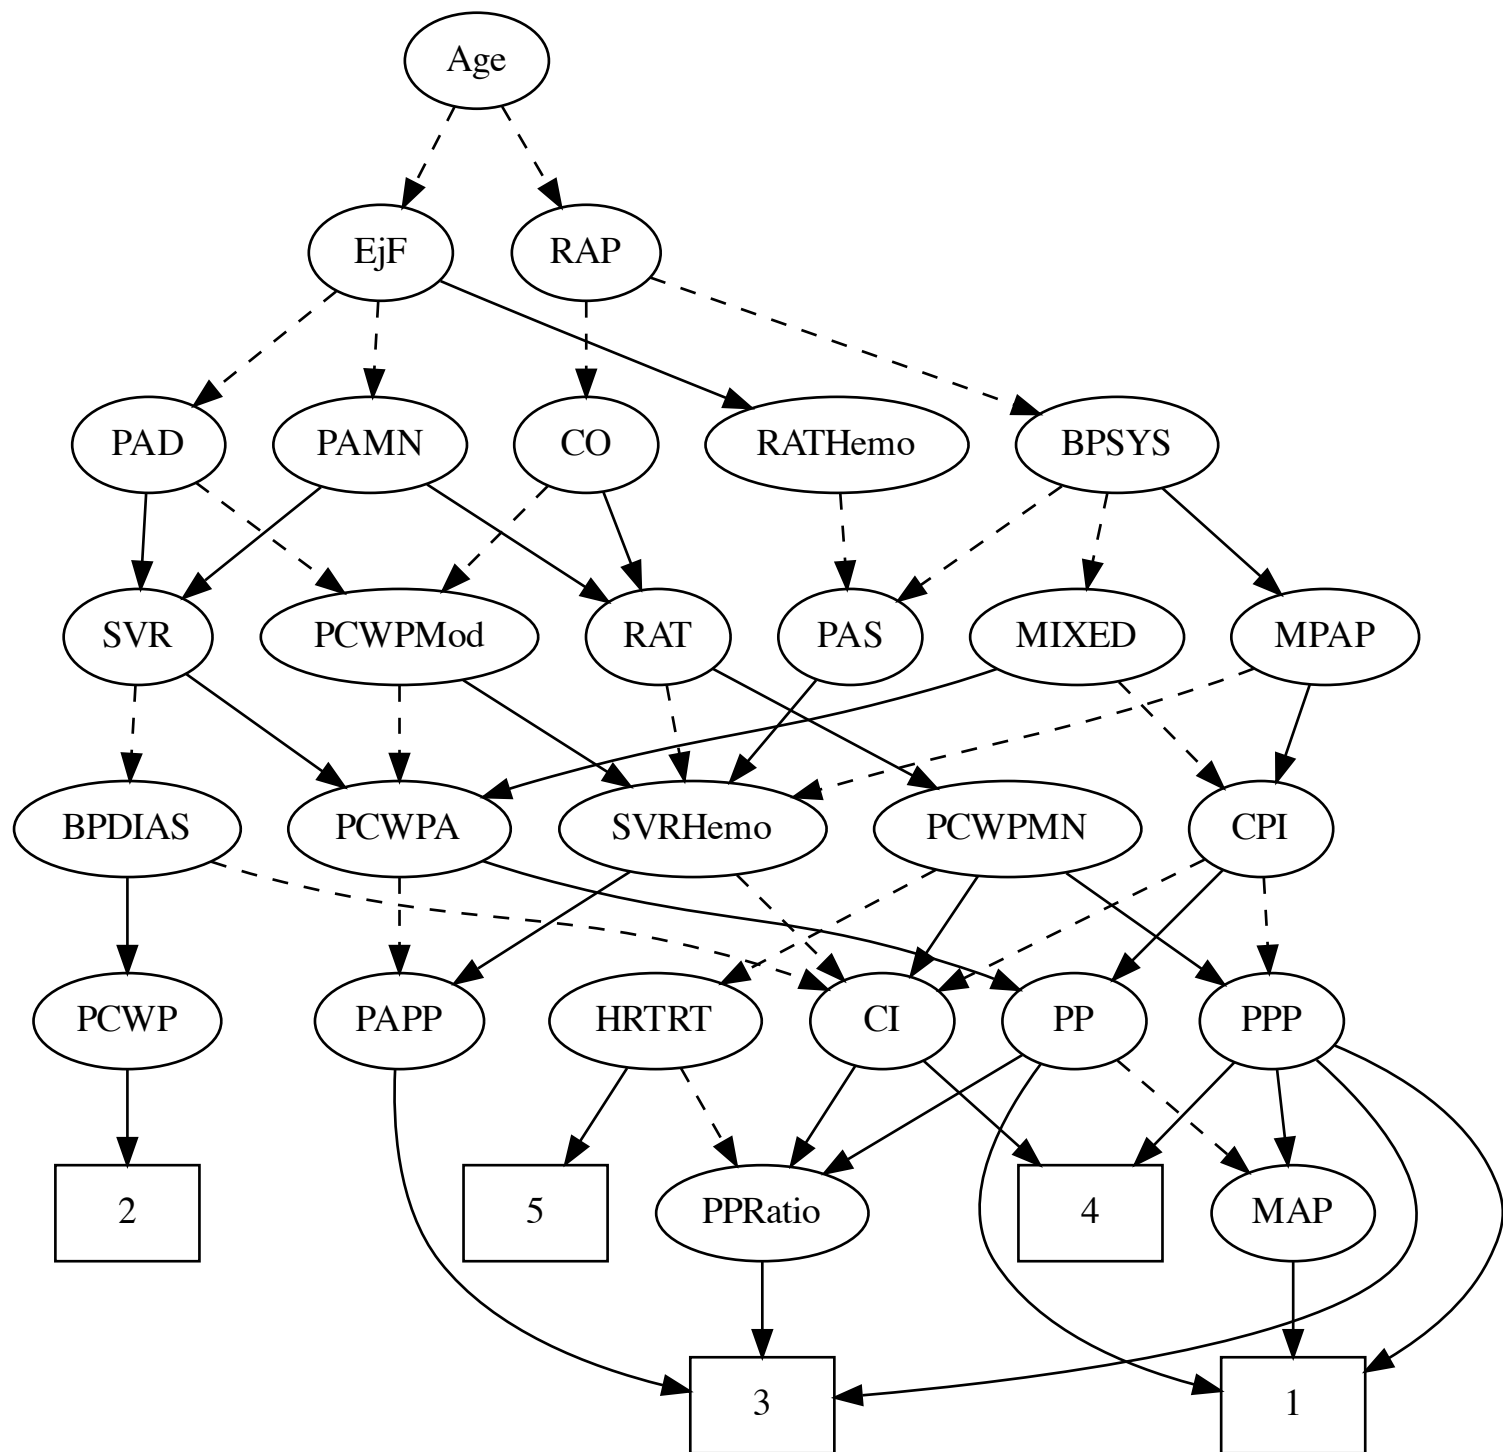 Age
EjF
RAP
PAD
PAMN
CO
RATHemo
BPSYS
SVR
PCWPMod
RAT
PAS
MIXED
MPAP
BPDIAS
PCWPA
SVRHemo
PCWPMN
CPI
PCWP
PAPP
HRTRT
CI
PP
PPP
2
5
PPRatio
4
MAP
3
1